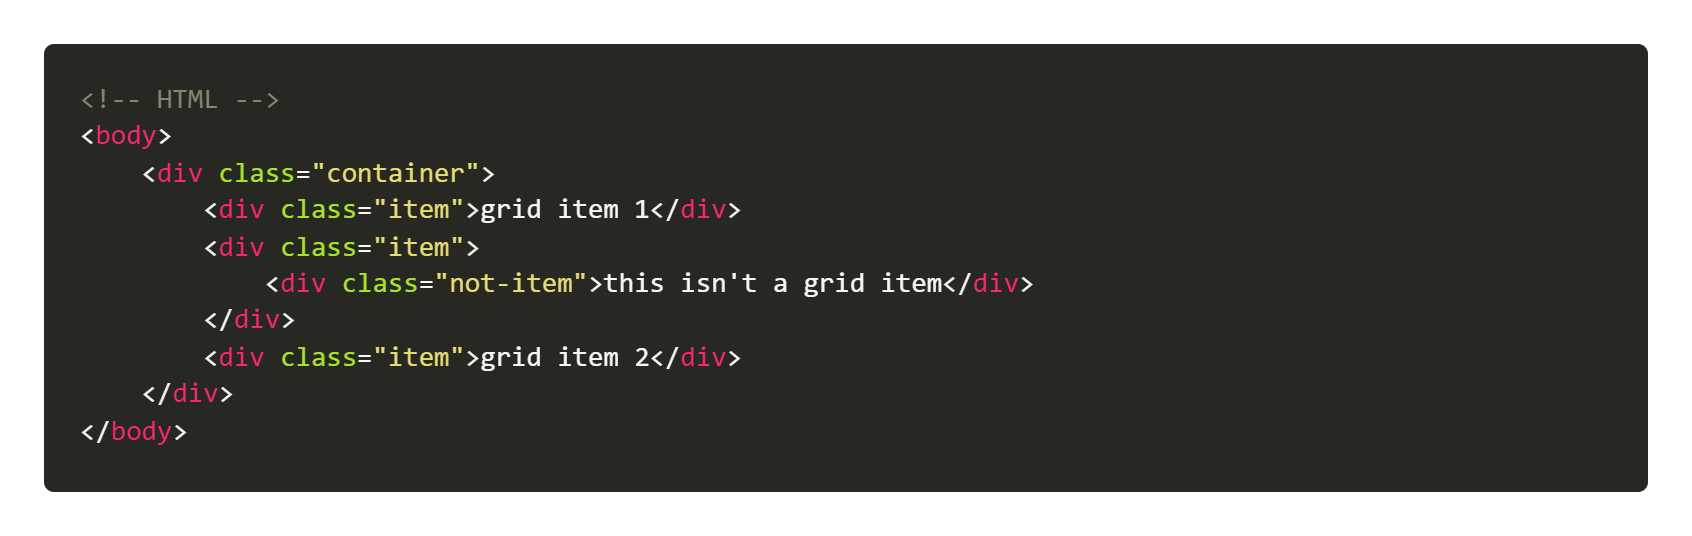 <!-- HTML -->
<body>
    <div class="container">
        <div class="item">grid item 1</div>
        <div class="item">
            <div class="not-item">this isn't a grid item</div>
        </div>
        <div class="item">grid item 2</div>
    </div>
</body>